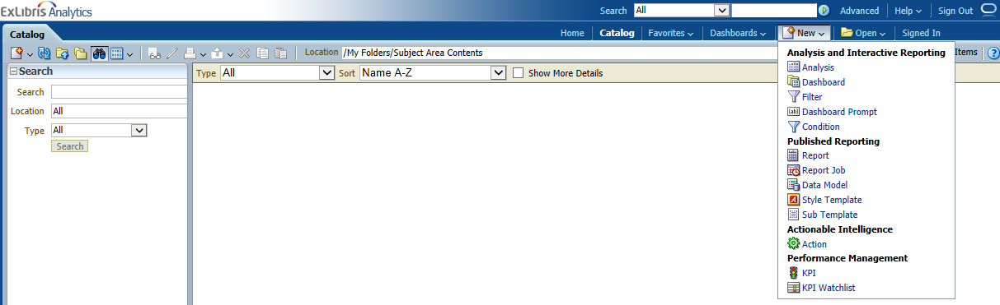 ExLibris Analytics
Search All Advanced Help Sign Out
Catalog
Home Catalog Favorites Dashboards New Open Signed In
Location /My Folders/Subject Area Contents
Items
Search
Search
Location All
Type All
Search
Type All Sort Name A-Z Show More Details
Analysis and Interactive Reporting
Analysis
Dashboard
Filter
Dashboard Prompt
Condition
Published Reporting
Report
Report Job
Data Model
Style Template
Sub Template
Actionable Intelligence
Action
Performance Management
KPI
KPI Watchlist